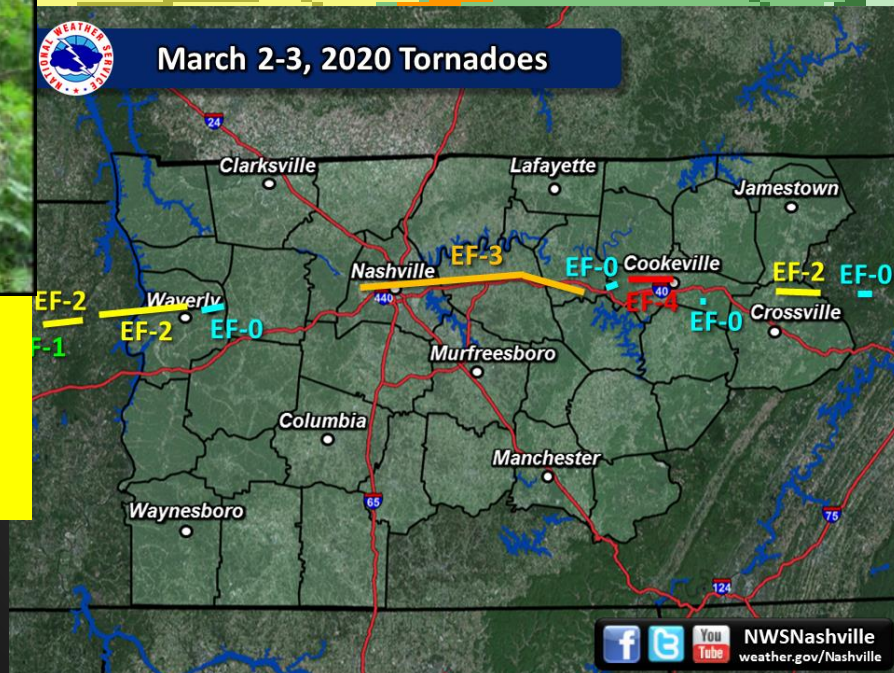 NATIONAL WEATHER SERVICE
March 2-3, 2020 Tornadoes
24
Clarksville
Lafayette
Jamestown
Nashville
EF-3
EF-0
Cookeville
EF-2
EF-0
440
40
EF-4
EF-2
Waverly
EF-2
EF-0
EF-0
Crossville
F-1
Murfreesboro
Columbia
Manchester
Waynesboro
65
75
124
f
t
You
Tube
NWSNashville
weather.gov/Nashville